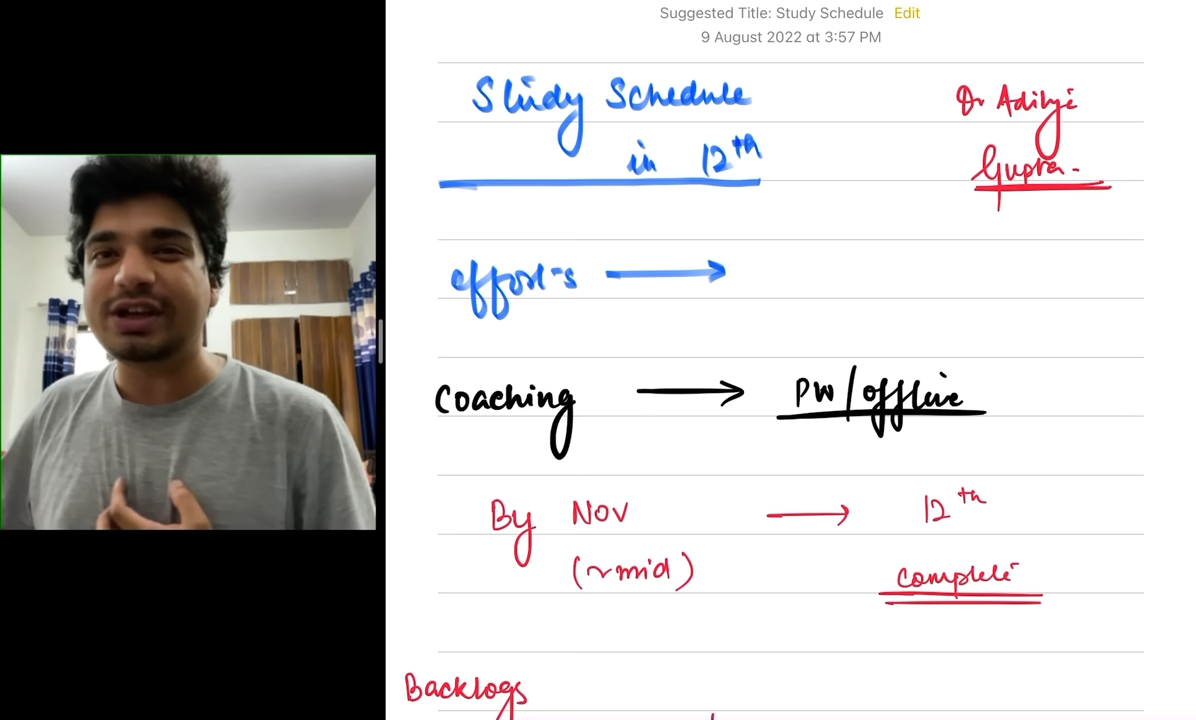 Suggested Title: Study Schedule Edit
9 August 2022 at 3:57 PM
Study Schedule
in 12th
Dr Aditya
Gupta
efforts →
Coaching → PW/offline
By Nov → 12th
(~mid) Complete
Backlogs